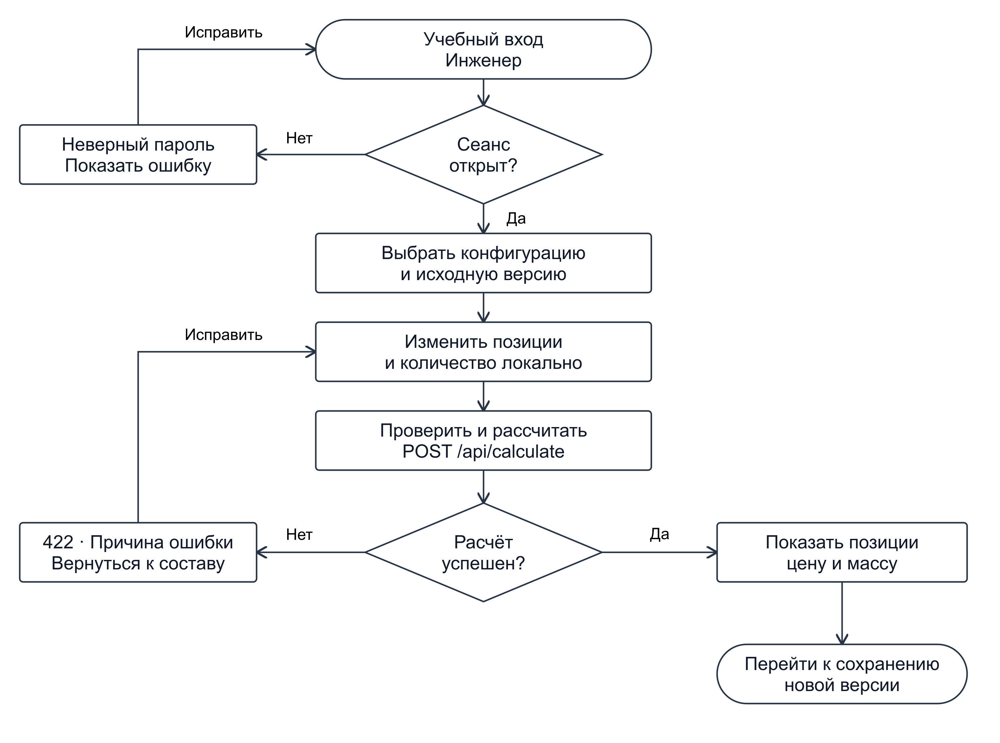 Исправить
Учебный вход
Инженер
Нет
Неверный пароль
Показать ошибку
Сеанс
открыт?
Да
Выбрать конфигурацию
и исходную версию
Исправить
Изменить позиции
и количество локально
Проверить и рассчитать
POST /api/calculate
422 · Причина ошибки
Вернуться к составу
Нет
Расчёт
успешен?
Да
Показать позиции
цену и массу
Перейти к сохранению
новой версии